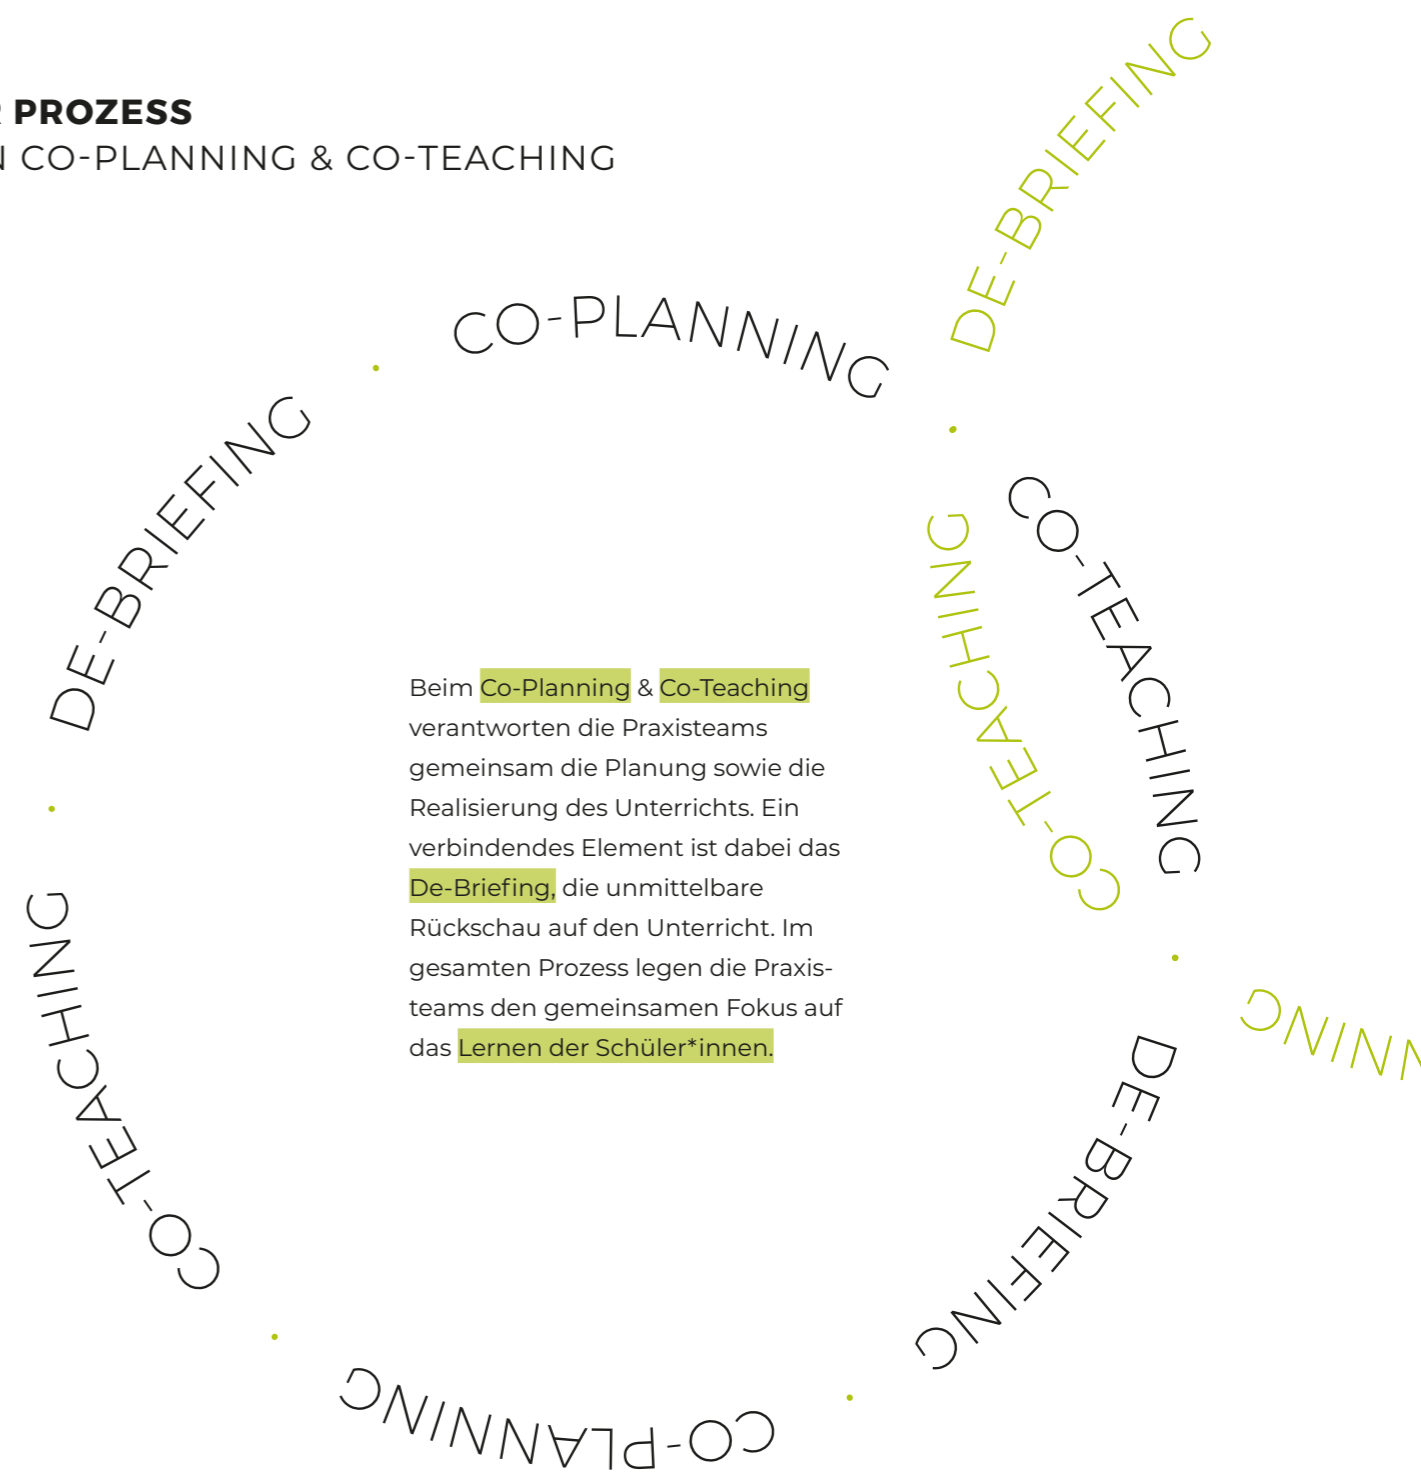 R PROZESS
N CO-PLANNING & CO-TEACHING
DE-BRIEFING
CO-PLANNING
DE-BRIEFING
CO-TEACHING
CO-TEACHING
Beim Co-Planning & Co-Teaching
verantworten die Praxisteams
gemeinsam die Planung sowie die
Realisierung des Unterrichts. Ein
verbindendes Element ist dabei das
De-Briefing, die unmittelbare
Rückschau auf den Unterricht. Im
gesamten Prozess legen die Praxis-
teams den gemeinsamen Fokus auf
das Lernen der Schüler*innen.
CO-TEACHING
NNING
DE-BRIEFING
CO-PLANNING